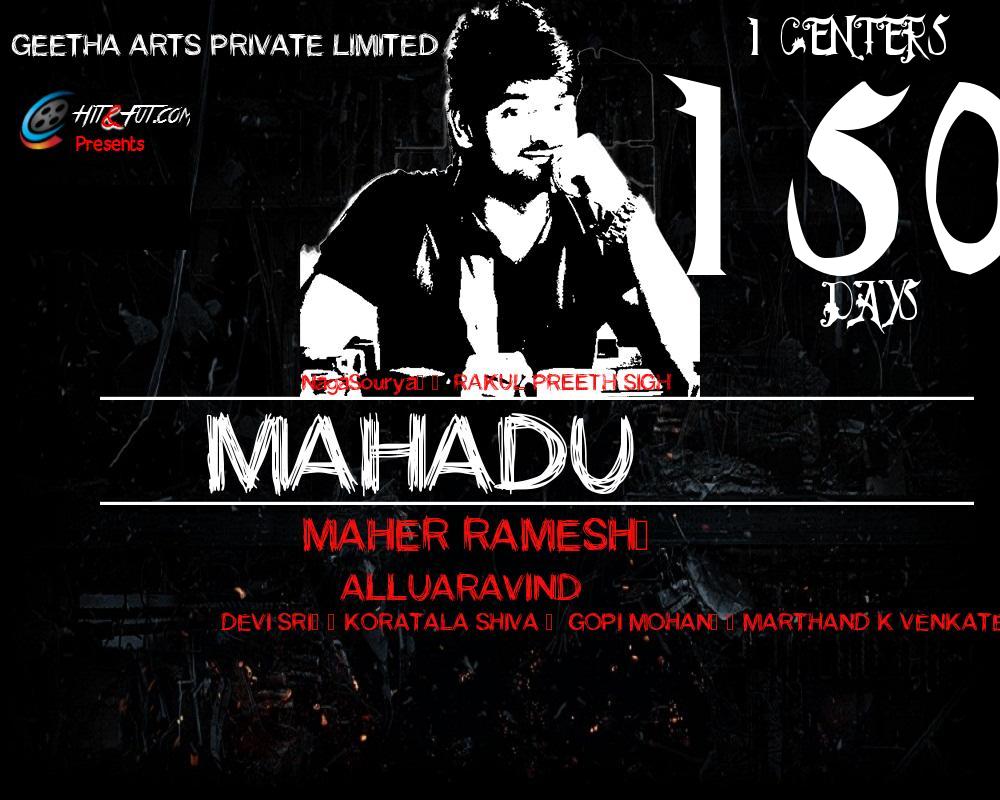 GEETHA ARTS PRIVATE LIMITED
1 CENTERS
HIT&FUT.COM
Presents
150
DAYS
NagaSourya RAKUL PREETH SIGH
MAHADU
MAHER RAMESH
ALLUARAVIND
DEVI SRI KORATALA SHIVA GOPI MOHAN MARTHAND K VENKATE